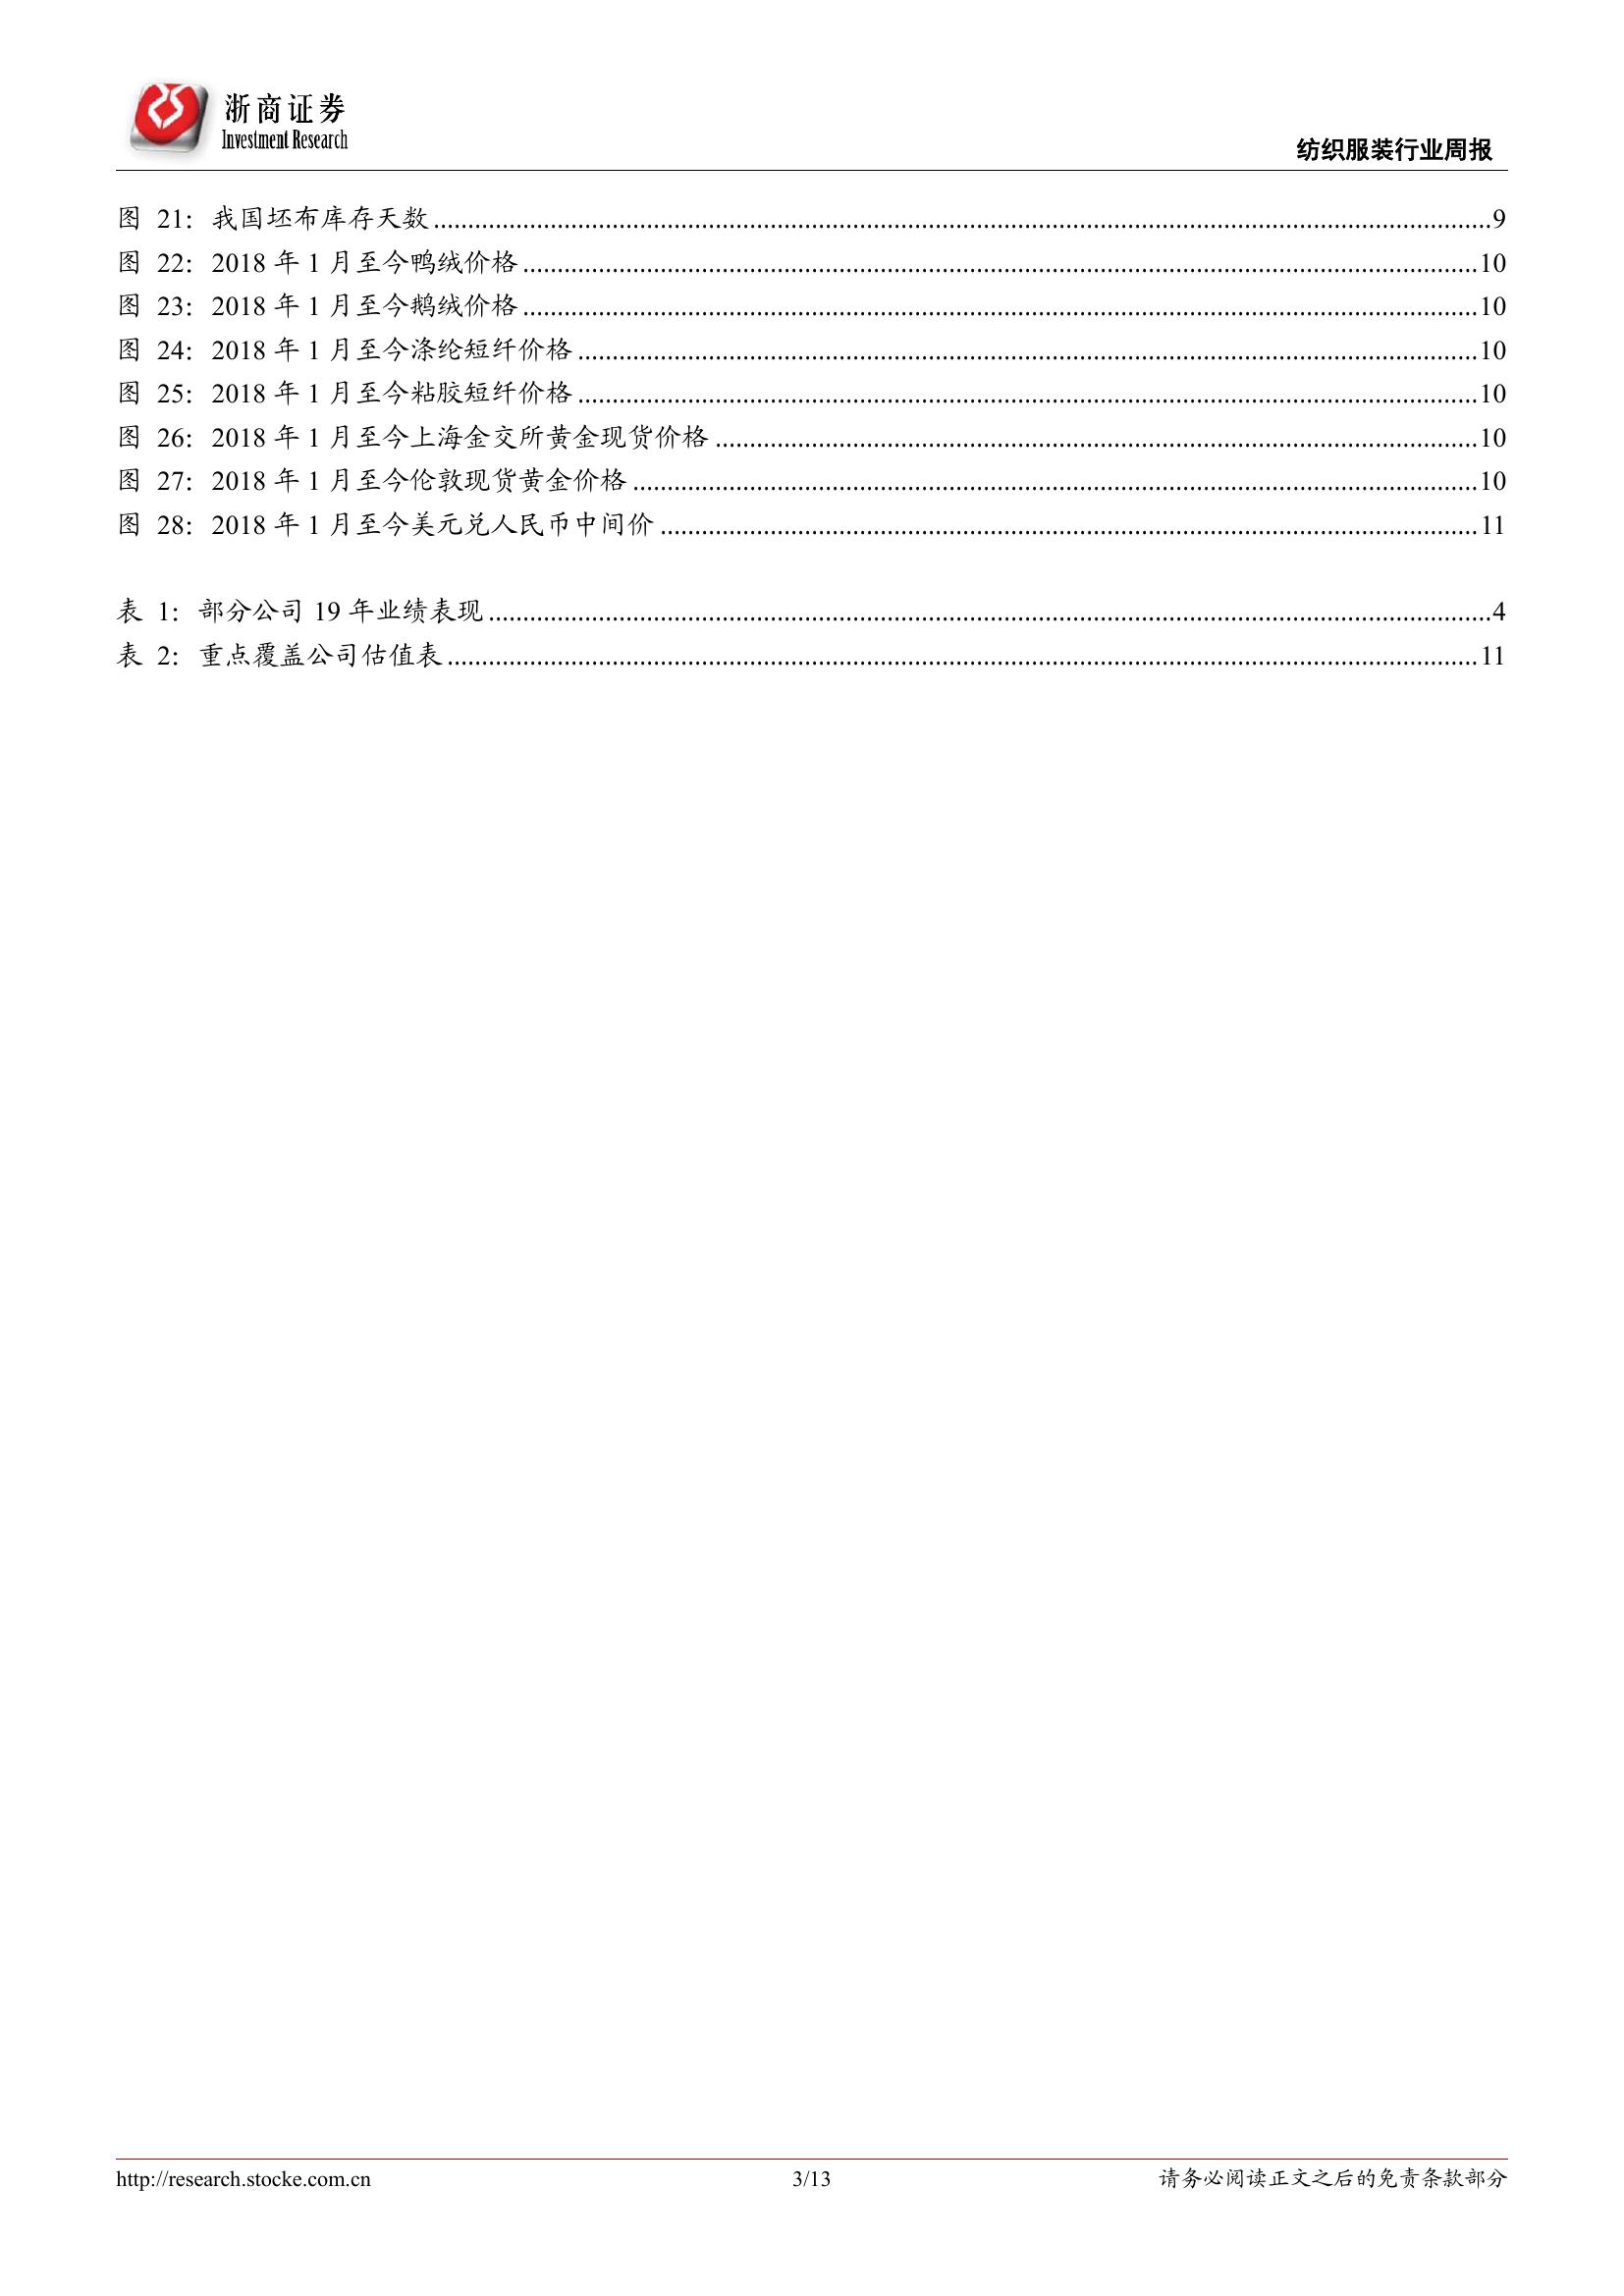 浙商证券
Investment Research
纺织服装行业周报
图 21：我国坯布库存天数............9
图 22：2018 年 1 月至今鸭绒价格............10
图 23：2018 年 1 月至今鹅绒价格............10
图 24：2018 年 1 月至今涤纶短纤价格............10
图 25：2018 年 1 月至今粘胶短纤价格............10
图 26：2018 年 1 月至今上海金交所黄金现货价格............10
图 27：2018 年 1 月至今伦敦现货黄金价格............10
图 28：2018 年 1 月至今美元兑人民币中间价............11
表 1：部分公司 19 年业绩表现............4
表 2：重点覆盖公司估值表............11
http://research.stocke.com.cn 3/13 请务必阅读正文之后的免责条款部分